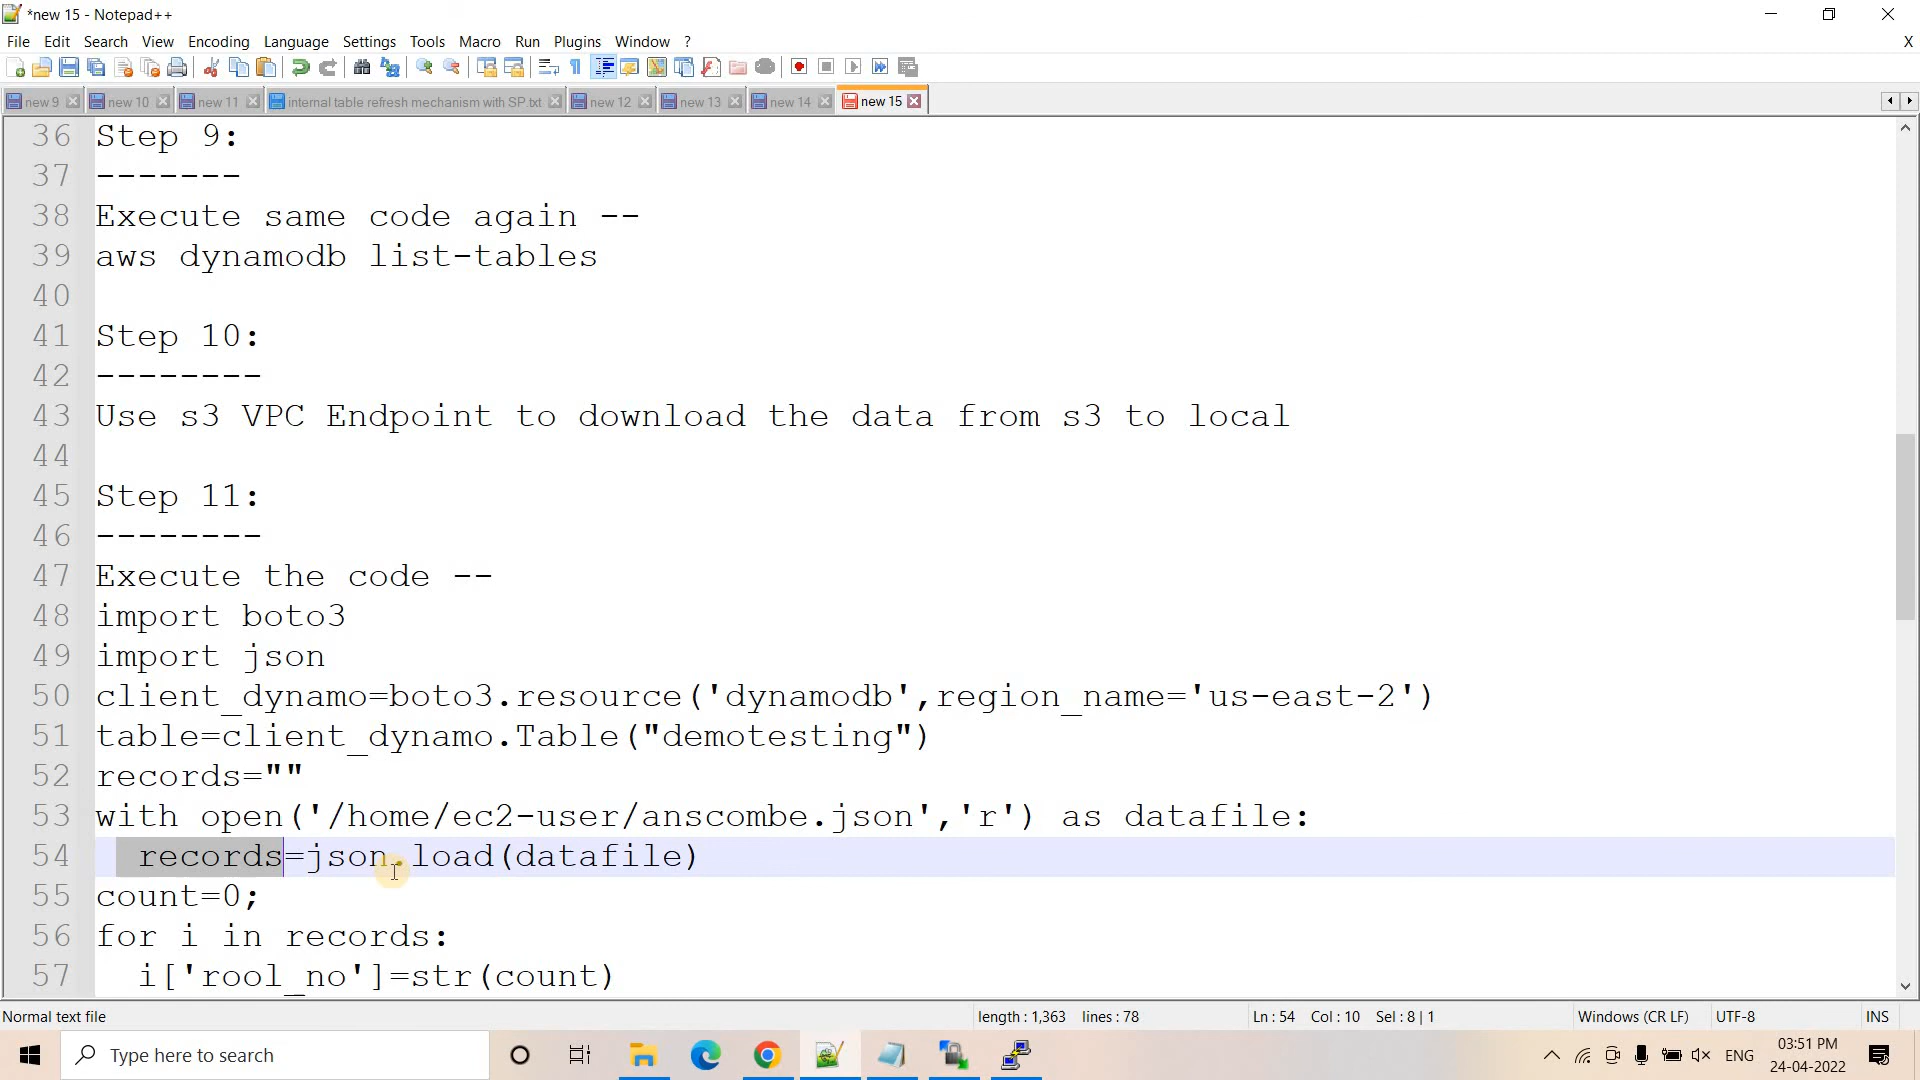 *new 15 - Notepad++
File Edit Search View Encoding Language Settings Tools Macro Run Plugins Window ? X
new 9 new 10 new 11 internal table refresh mechanism with SP.txt new 12 new 13 new 14 new 15
36 Step 9:
37 -------
38 Execute same code again --
39 aws dynamodb list-tables
40
41 Step 10:
42 --------
43 Use s3 VPC Endpoint to download the data from s3 to local
44
45 Step 11:
46 --------
47 Execute the code --
48 import boto3
49 import json
50 client_dynamo=boto3.resource('dynamodb',region_name='us-east-2')
51 table=client_dynamo.Table("demotesting")
52 records=""
53 with open('/home/ec2-user/anscombe.json','r') as datafile:
54   records=json.load(datafile)
55 count=0;
56 for i in records:
57   i['rool_no']=str(count)
Normal text file length : 1,363 lines : 78 Ln : 54 Col : 10 Sel : 8 | 1 Windows (CR LF) UTF-8 INS
Type here to search ENG 03:51 PM
24-04-2022